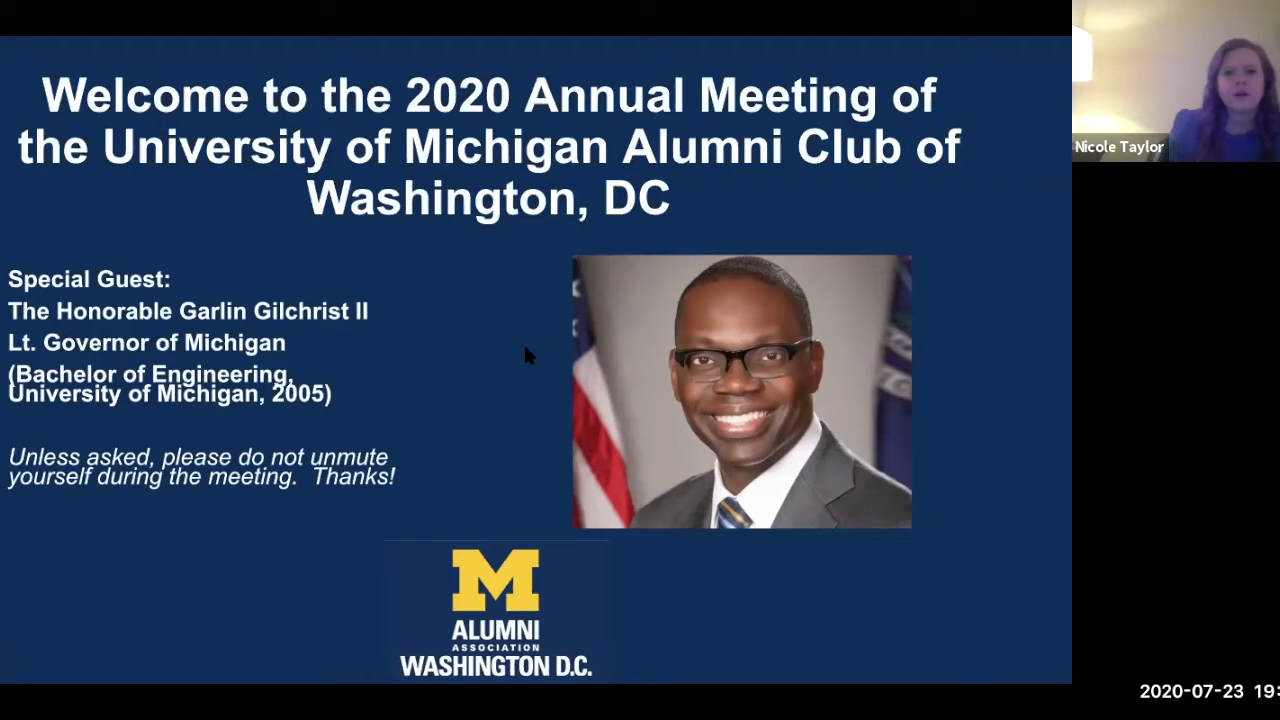 Welcome to the 2020 Annual Meeting of
the University of Michigan Alumni Club of
Washington, DC
Special Guest:
The Honorable Garlin Gilchrist II
Lt. Governor of Michigan
(Bachelor of Engineering,
University of Michigan, 2005)
Unless asked, please do not unmute
yourself during the meeting.  Thanks!
M
ALUMNI
ASSOCIATION
WASHINGTON D.C.
Nicole Taylor
2020-07-23 19: